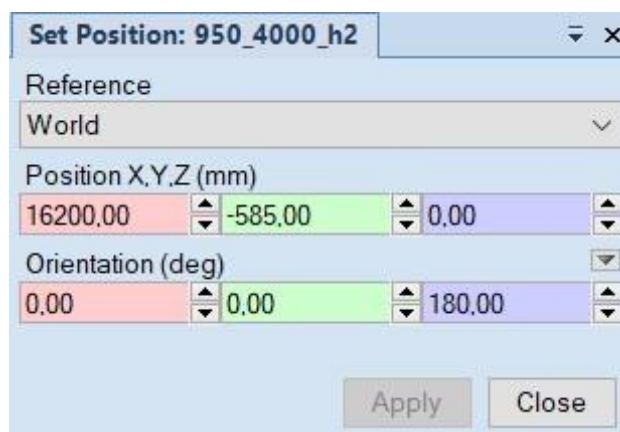 Set Position: 950_4000_h2
Reference
World
Position X,Y,Z (mm)
16200,00 -585,00 0,00
Orientation (deg)
0,00 0,00 180,00
Apply Close